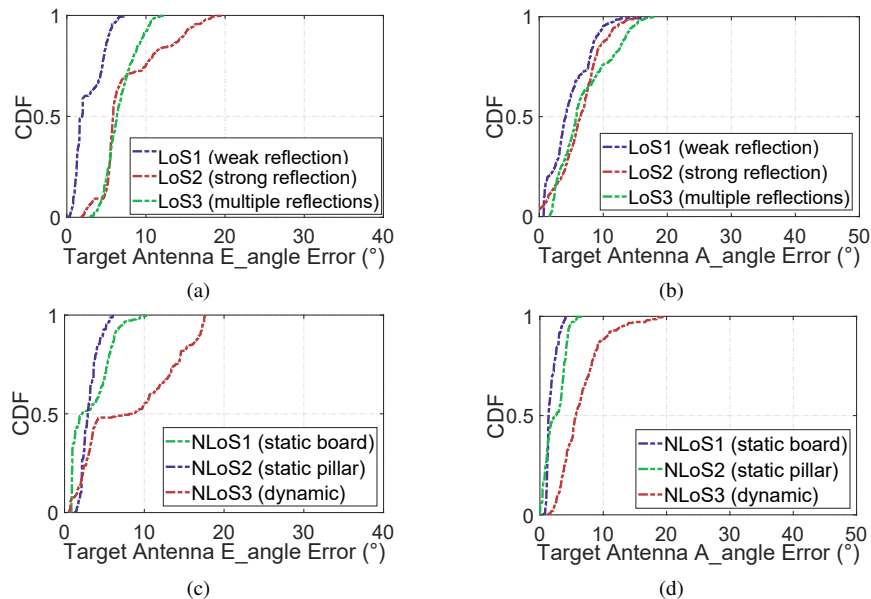 1
CDF
0.5
LoS1 (weak reflection)
LoS2 (strong reflection)
LoS3 (multiple reflections)
0
0 10 20 30 40
Target Antenna E_angle Error (°)
(a)
1
CDF
0.5
LoS1 (weak reflection)
LoS2 (strong reflection)
LoS3 (multiple reflections)
0
0 10 20 30 40 50
Target Antenna A_angle Error (°)
(b)
1
CDF
0.5
NLoS1 (static board)
NLoS2 (static pillar)
NLoS3 (dynamic)
0
0 10 20 30 40
Target Antenna E_angle Error (°)
(c)
1
CDF
0.5
NLoS1 (static board)
NLoS2 (static pillar)
NLoS3 (dynamic)
0
0 10 20 30 40 50
Target Antenna A_angle Error (°)
(d)